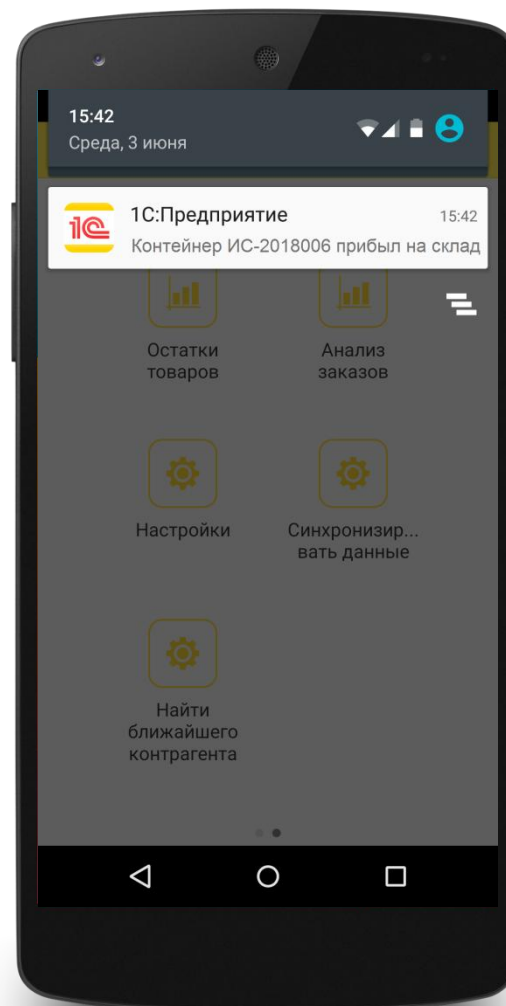 15:42
Среда, 3 июня
1С
1С:Предприятие
15:42
Контейнер ИС-2018006 прибыл на склад
Остатки
товаров
Анализ
заказов
Настройки
Синхронизир...
вать данные
Найти
ближайшего
контрагента